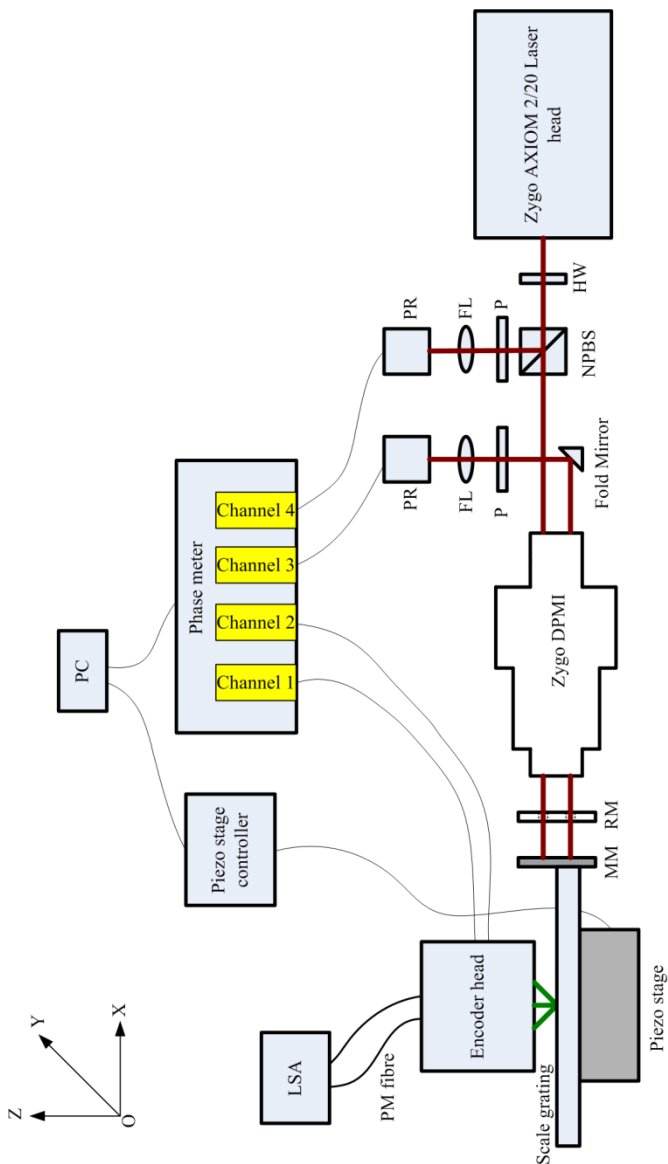 Z
Y
X
O
LSA
PM fibre
Encoder head
Scale grating
Piezo stage
Piezo stage
controller
PC
Phase meter
Channel 1
Channel 2
Channel 3
Channel 4
MM
RM
Zygo DPMI
Fold Mirror
PR
FL
P
PR
FL
P
NPBS
HW
Zygo AXIOM 2/20 Laser
head